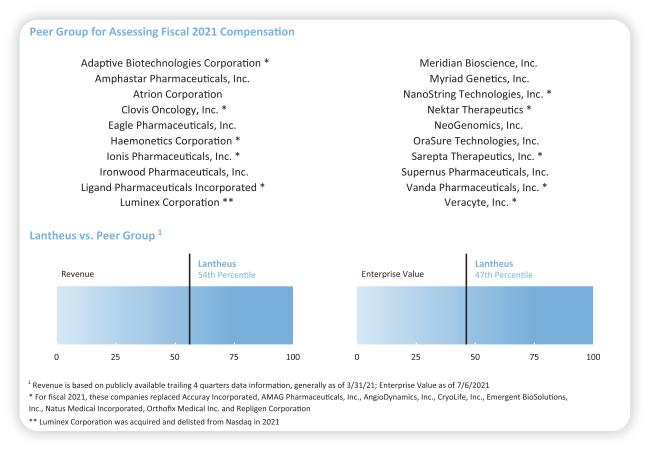 Peer Group for Assessing Fiscal 2021 Compensation
Adaptive Biotechnologies Corporation *
Amphastar Pharmaceuticals, Inc.
Atrion Corporation
Clovis Oncology, Inc. *
Eagle Pharmaceuticals, Inc.
Haemonetics Corporation *
Ionis Pharmaceuticals, Inc. *
Ironwood Pharmaceuticals, Inc.
Ligand Pharmaceuticals Incorporated *
Luminex Corporation **
Meridian Bioscience, Inc.
Myriad Genetics, Inc.
NanoString Technologies, Inc. *
Nektar Therapeutics *
NeoGenomics, Inc.
OraSure Technologies, Inc.
Sarepta Therapeutics, Inc. *
Supernus Pharmaceuticals, Inc.
Vanda Pharmaceuticals, Inc. *
Veracyte, Inc. *
Lantheus vs. Peer Group 1
Revenue
Lantheus
54th Percentile
0 25 50 75 100
Enterprise Value
Lantheus
47th Percentile
0 25 50 75 100
1 Revenue is based on publicly available trailing 4 quarters data information, generally as of 3/31/21; Enterprise Value as of 7/6/2021
* For fiscal 2021, these companies replaced Accuray Incorporated, AMAG Pharmaceuticals, Inc., AngioDynamics, Inc., CryoLife, Inc., Emergent BioSolutions,
Inc., Natus Medical Incorporated, Orthofix Medical Inc. and Repligen Corporation
** Luminex Corporation was acquired and delisted from Nasdaq in 2021